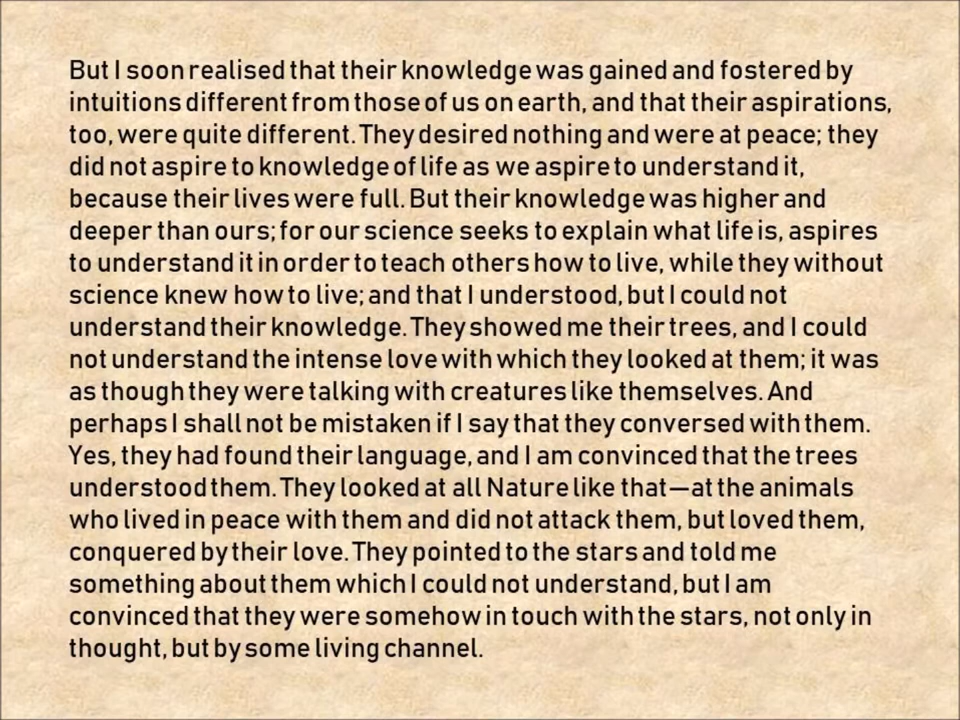 But I soon realised that their knowledge was gained and fostered by
intuitions different from those of us on earth, and that their aspirations,
too, were quite different. They desired nothing and were at peace; they
did not aspire to knowledge of life as we aspire to understand it,
because their lives were full. But their knowledge was higher and
deeper than ours; for our science seeks to explain what life is, aspires
to understand it in order to teach others how to live, while they without
science knew how to live; and that I understood, but I could not
understand their knowledge. They showed me their trees, and I could
not understand the intense love with which they looked at them; it was
as though they were talking with creatures like themselves. And
perhaps I shall not be mistaken if I say that they conversed with them.
Yes, they had found their language, and I am convinced that the trees
understood them. They looked at all Nature like that—at the animals
who lived in peace with them and did not attack them, but loved them,
conquered by their love. They pointed to the stars and told me
something about them which I could not understand, but I am
convinced that they were somehow in touch with the stars, not only in
thought, but by some living channel.